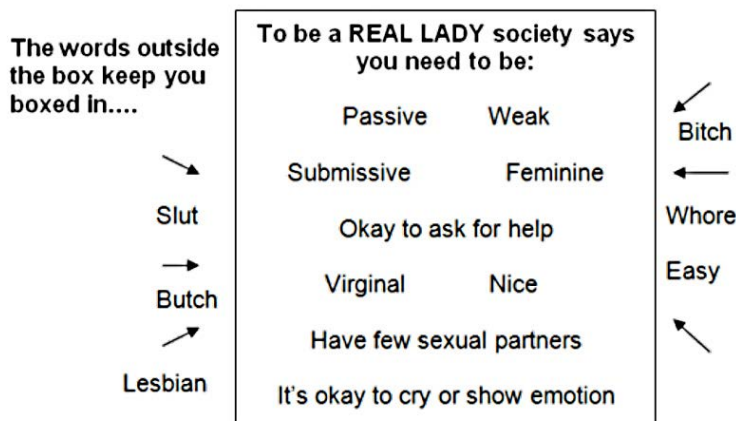 The words outside
the box keep you
boxed in....
Slut
Butch
Lesbian
To be a REAL LADY society says
you need to be:
Passive Weak
Submissive Feminine
Okay to ask for help
Virginal Nice
Have few sexual partners
It's okay to cry or show emotion
Bitch
Whore
Easy